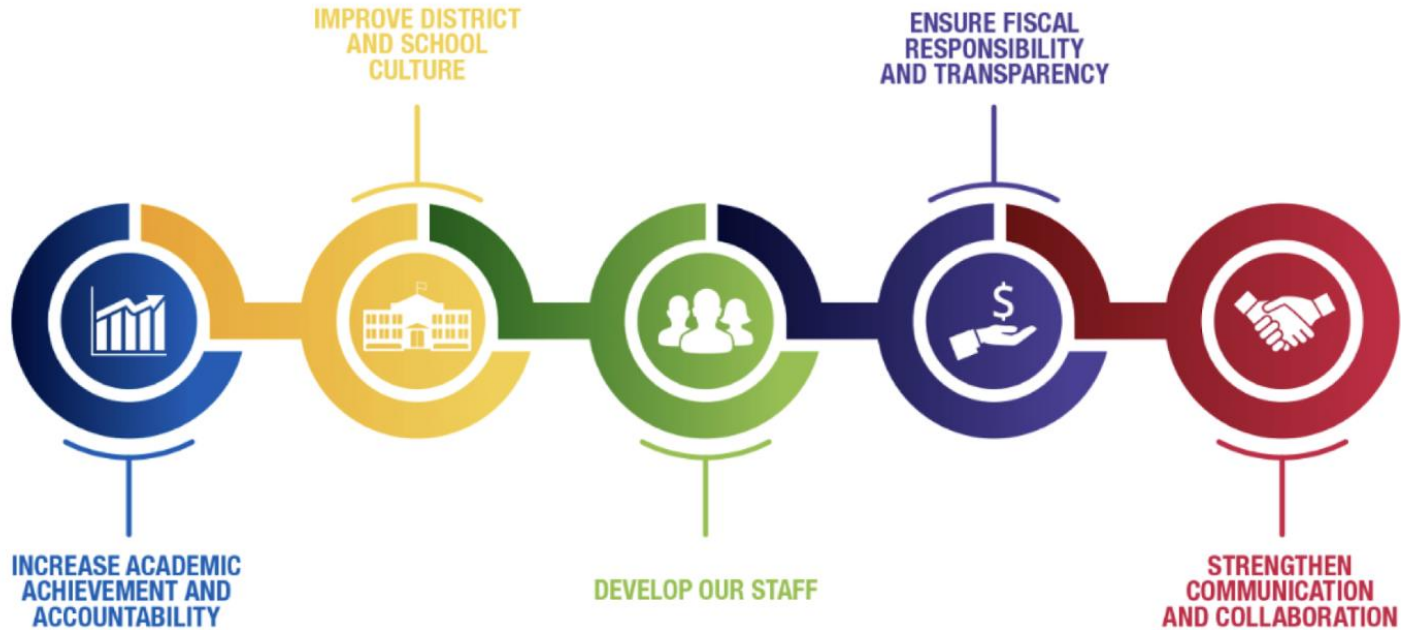 IMPROVE DISTRICT
AND SCHOOL
CULTURE
ENSURE FISCAL
RESPONSIBILITY
AND TRANSPARENCY
$
INCREASE ACADEMIC
ACHIEVEMENT AND
ACCOUNTABILITY
DEVELOP OUR STAFF
STRENGTHEN
COMMUNICATION
AND COLLABORATION